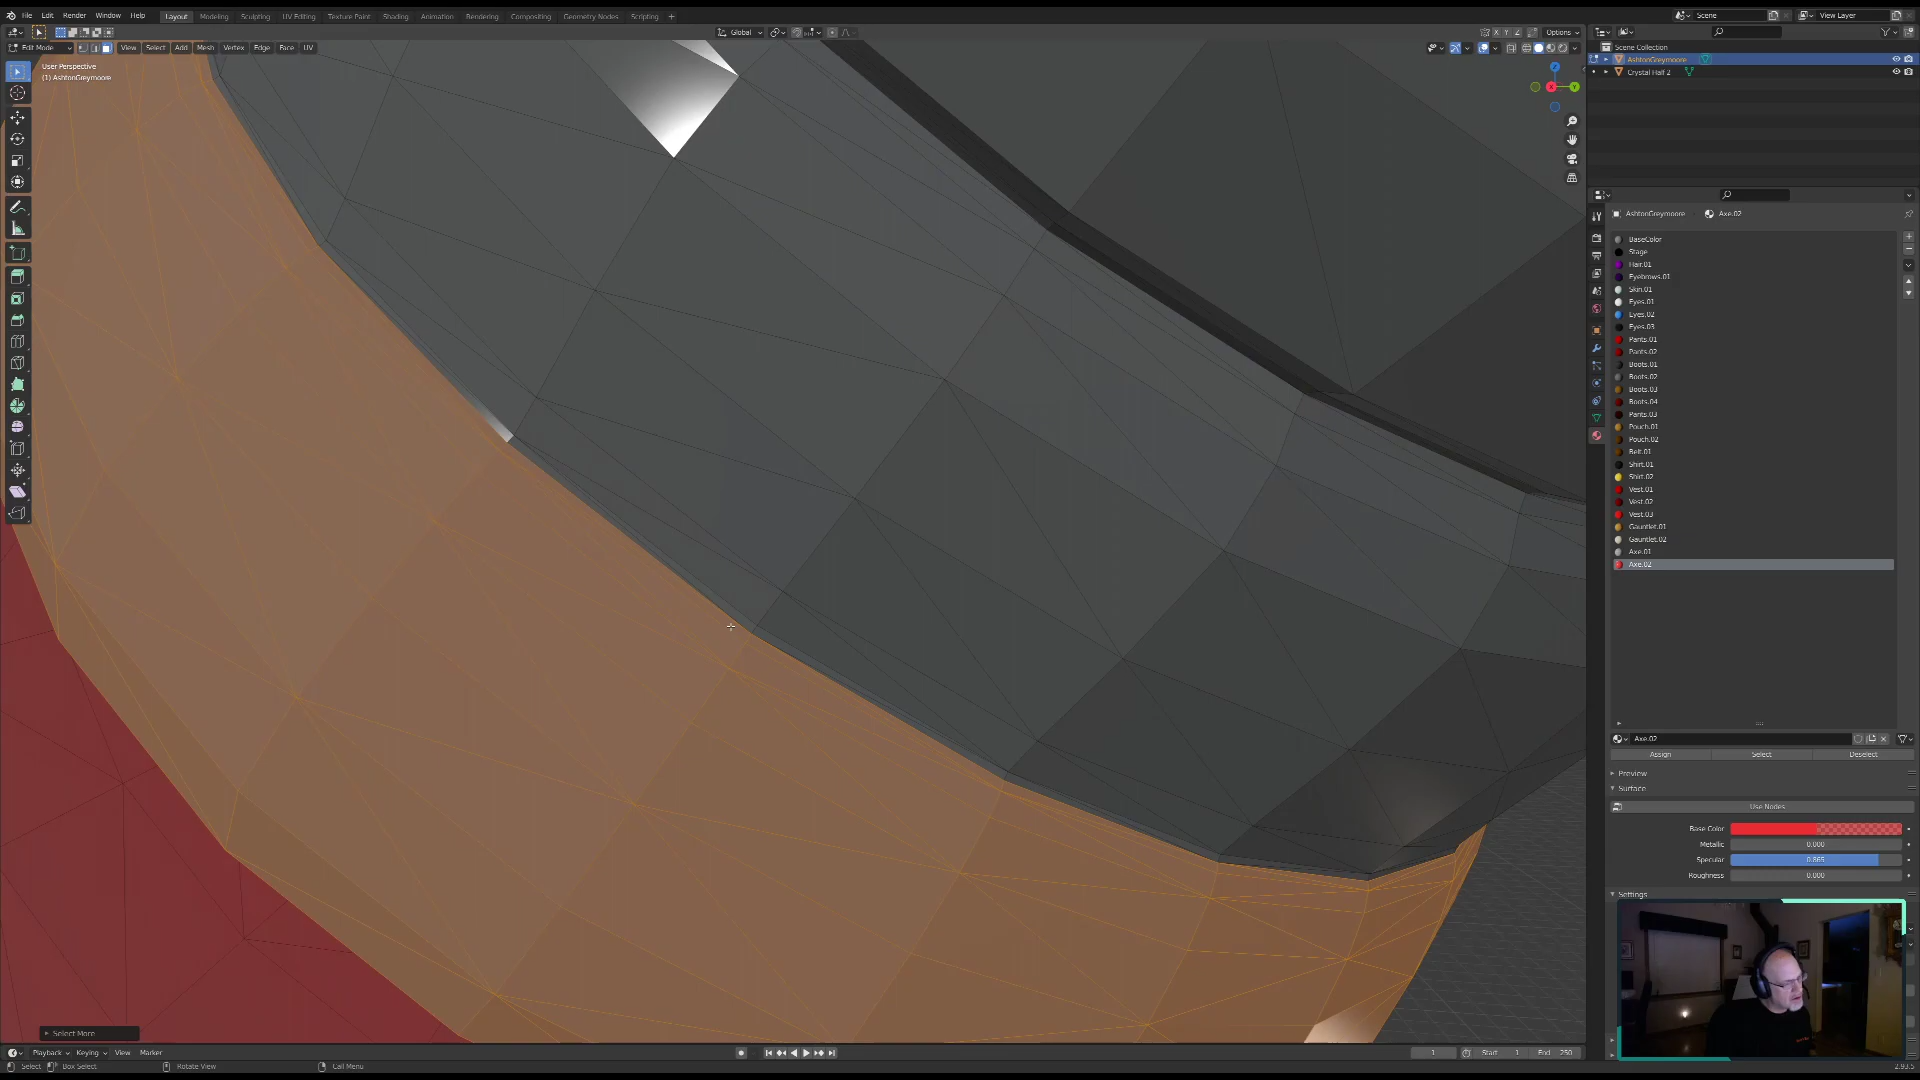 File Edit Render Window Help Layout Modeling Sculpting UV Editing Texture Paint Shading Animation Rendering Compositing Geometry Nodes Scripting +
Scene View Layer
Global X Y Z Options
Edit Mode View Select Add Mesh Vertex Edge Face UV
User Perspective
(1) AshtonGreymoore
Scene Collection
AshtonGreymoore
Crystal Half 2
AshtonGreymoore Axe.02
BaseColor
Stage
Hair.01
Eyebrows.01
Skin.01
Eyes.01
Eyes.02
Eyes.03
Pants.01
Pants.02
Boots.01
Boots.02
Boots.03
Boots.04
Pants.03
Pouch.01
Pouch.02
Belt.01
Shirt.01
Shirt.02
Vest.01
Vest.02
Vest.03
Gauntlet.01
Gauntlet.02
Axe.01
Axe.02
Axe.02
Assign Select Deselect
Preview
Surface
Use Nodes
Base Color
Metallic 0.000
Specular 0.865
Roughness 0.000
Settings
Select More
Playback Keying View Marker 1 Start 1 End 250
Select Box Select Rotate View Call Menu 2.93.5